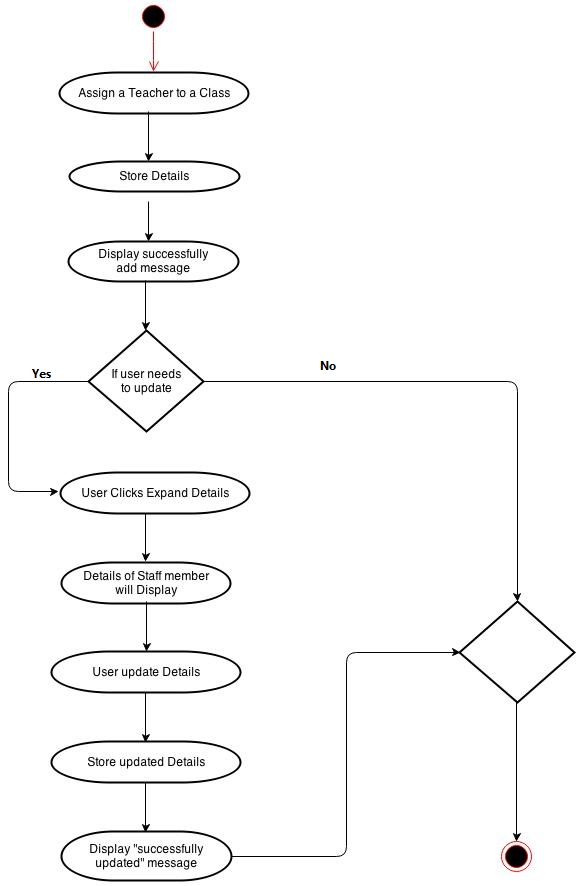 Assign a Teacher to a Class
Store Details
Display successfully
add message
If user needs
to update
Yes
No
User Clicks Expand Details
Details of Staff member
will Display
User update Details
Store updated Details
Display "successfully
updated" message